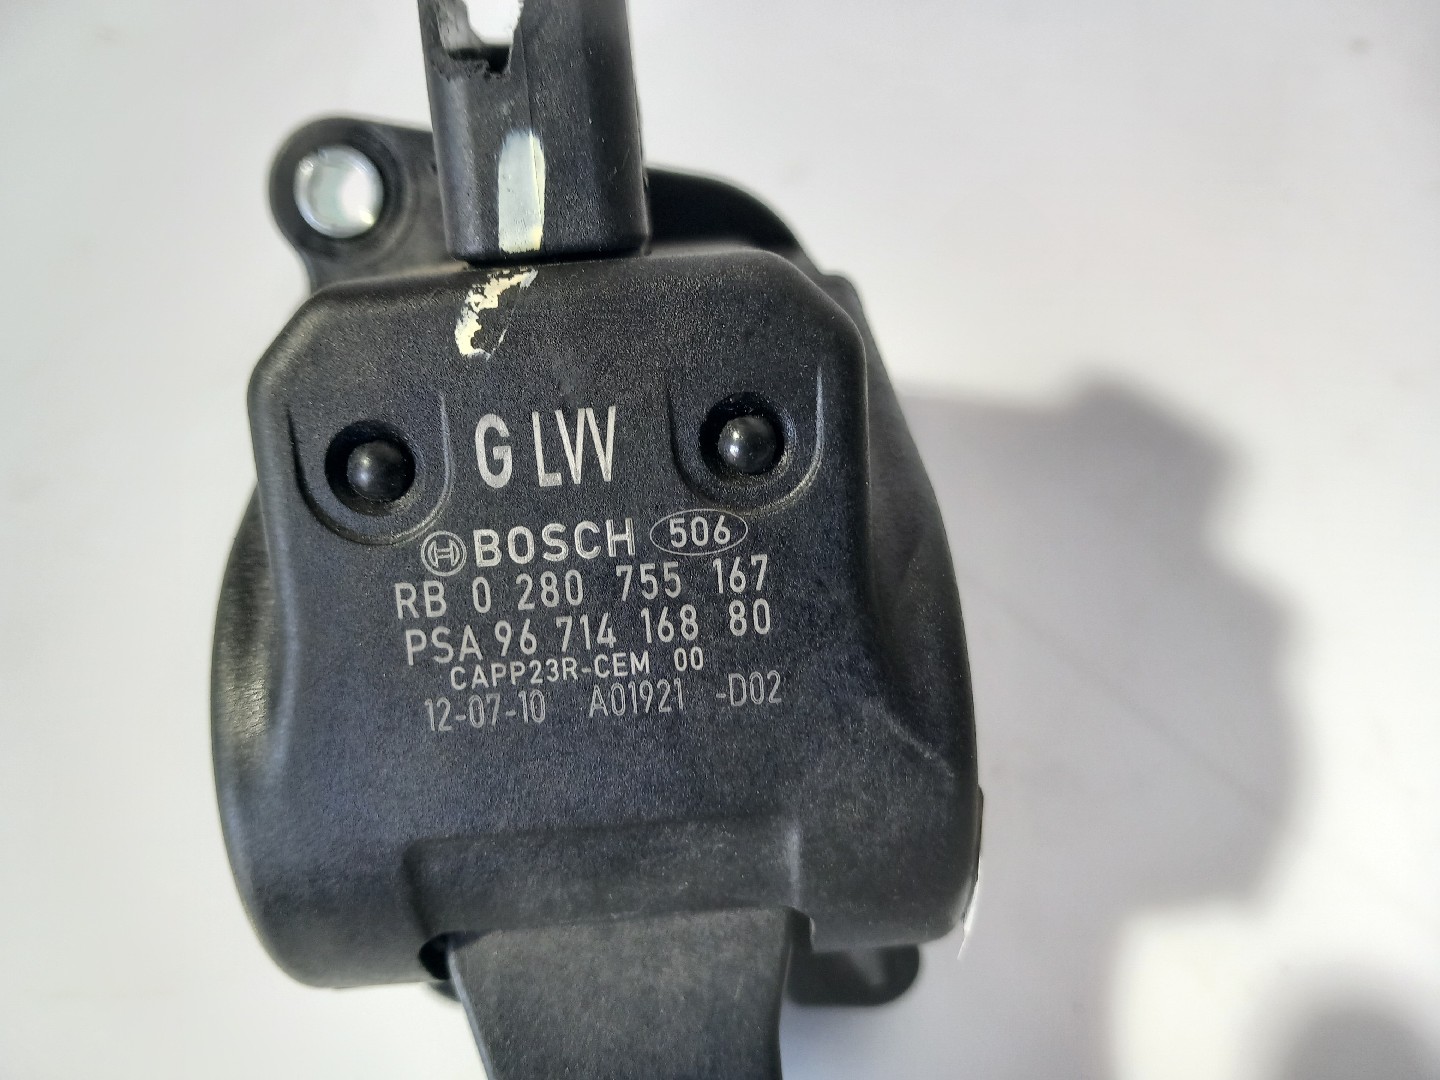 G LW
BOSCH 506
RB 0 280 755 167
PSA 96 714 168 80
CAPP23R-CEM 00
12-07-10 A01921 -D02